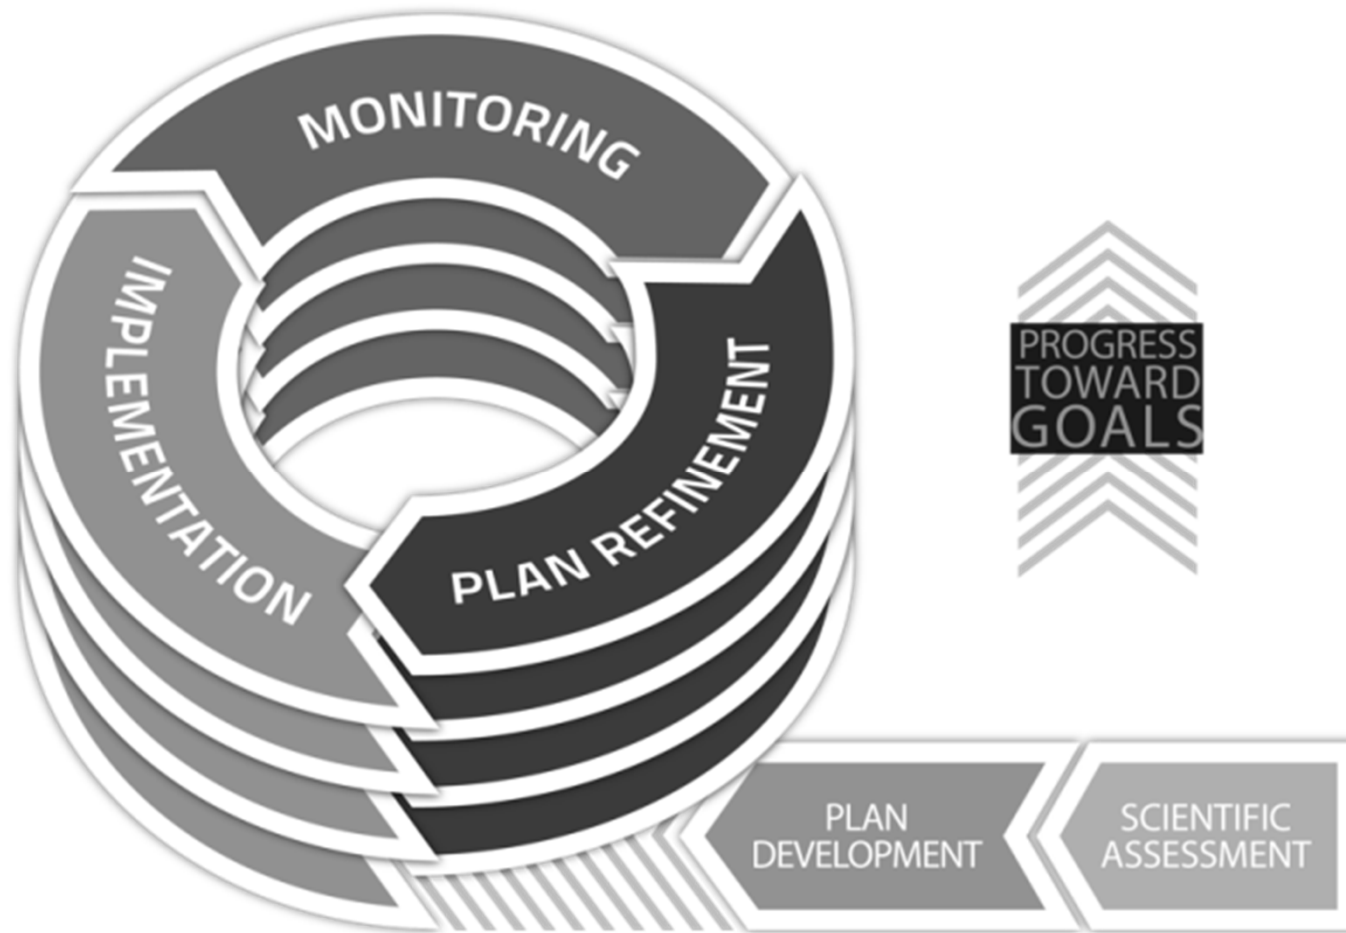 MONITORING
IMPLEMENTATION
PLAN REFINEMENT
PROGRESS
TOWARD
GOALS
PLAN
DEVELOPMENT
SCIENTIFIC
ASSESSMENT